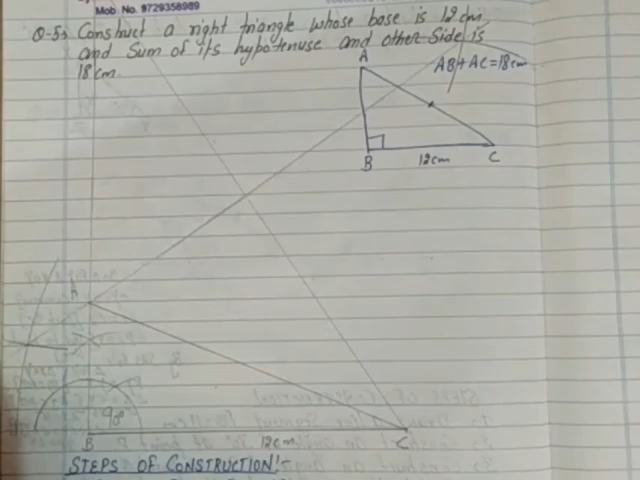 Mob. No. 9729358989
Q-5:- Construct a right triangle whose base is 12 cm
and Sum of its hypotenuse and other Side is
18 cm.
A
AB+AC=18cm
B
12cm
C
A
90°
B
12cm
C
STEPS OF CONSTRUCTION:-